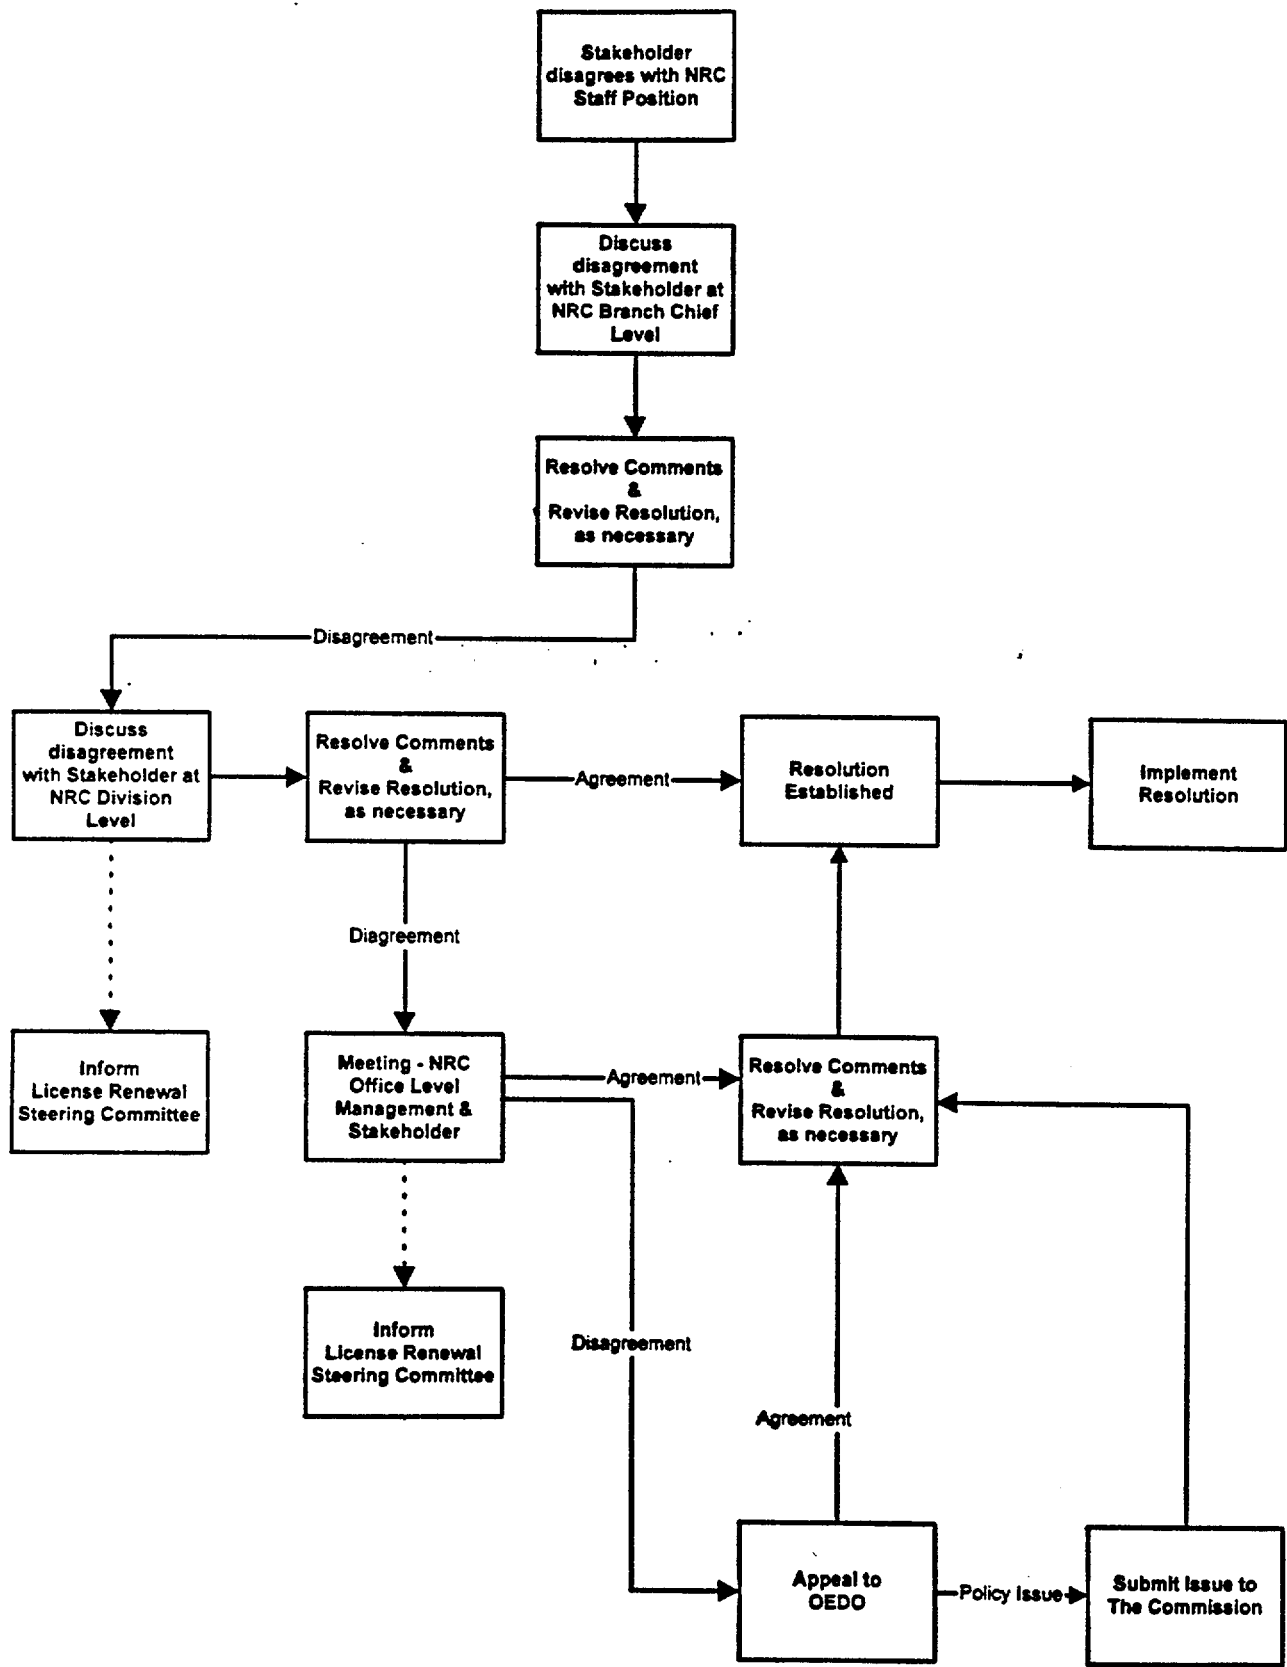 Stakeholder
disagrees with NRC
Staff Position
Discuss
disagreement
with Stakeholder at
NRC Branch Chief
Level
Resolve Comments
&
Revise Resolution,
as necessary
Disagreement
Discuss
disagreement
with Stakeholder at
NRC Division
Level
Resolve Comments
&
Revise Resolution,
as necessary
Agreement
Resolution
Established
Implement
Resolution
Diagreement
Inform
License Renewal
Steering Committee
Meeting - NRC
Office Level
Management &
Stakeholder
Agreement
Resolve Comments
&
Revise Resolution,
as necessary
Inform
License Renewal
Steering Committee
Disagreement
Agreement
Appeal to
OEDO
Policy Issue
Submit Issue to
The Commission